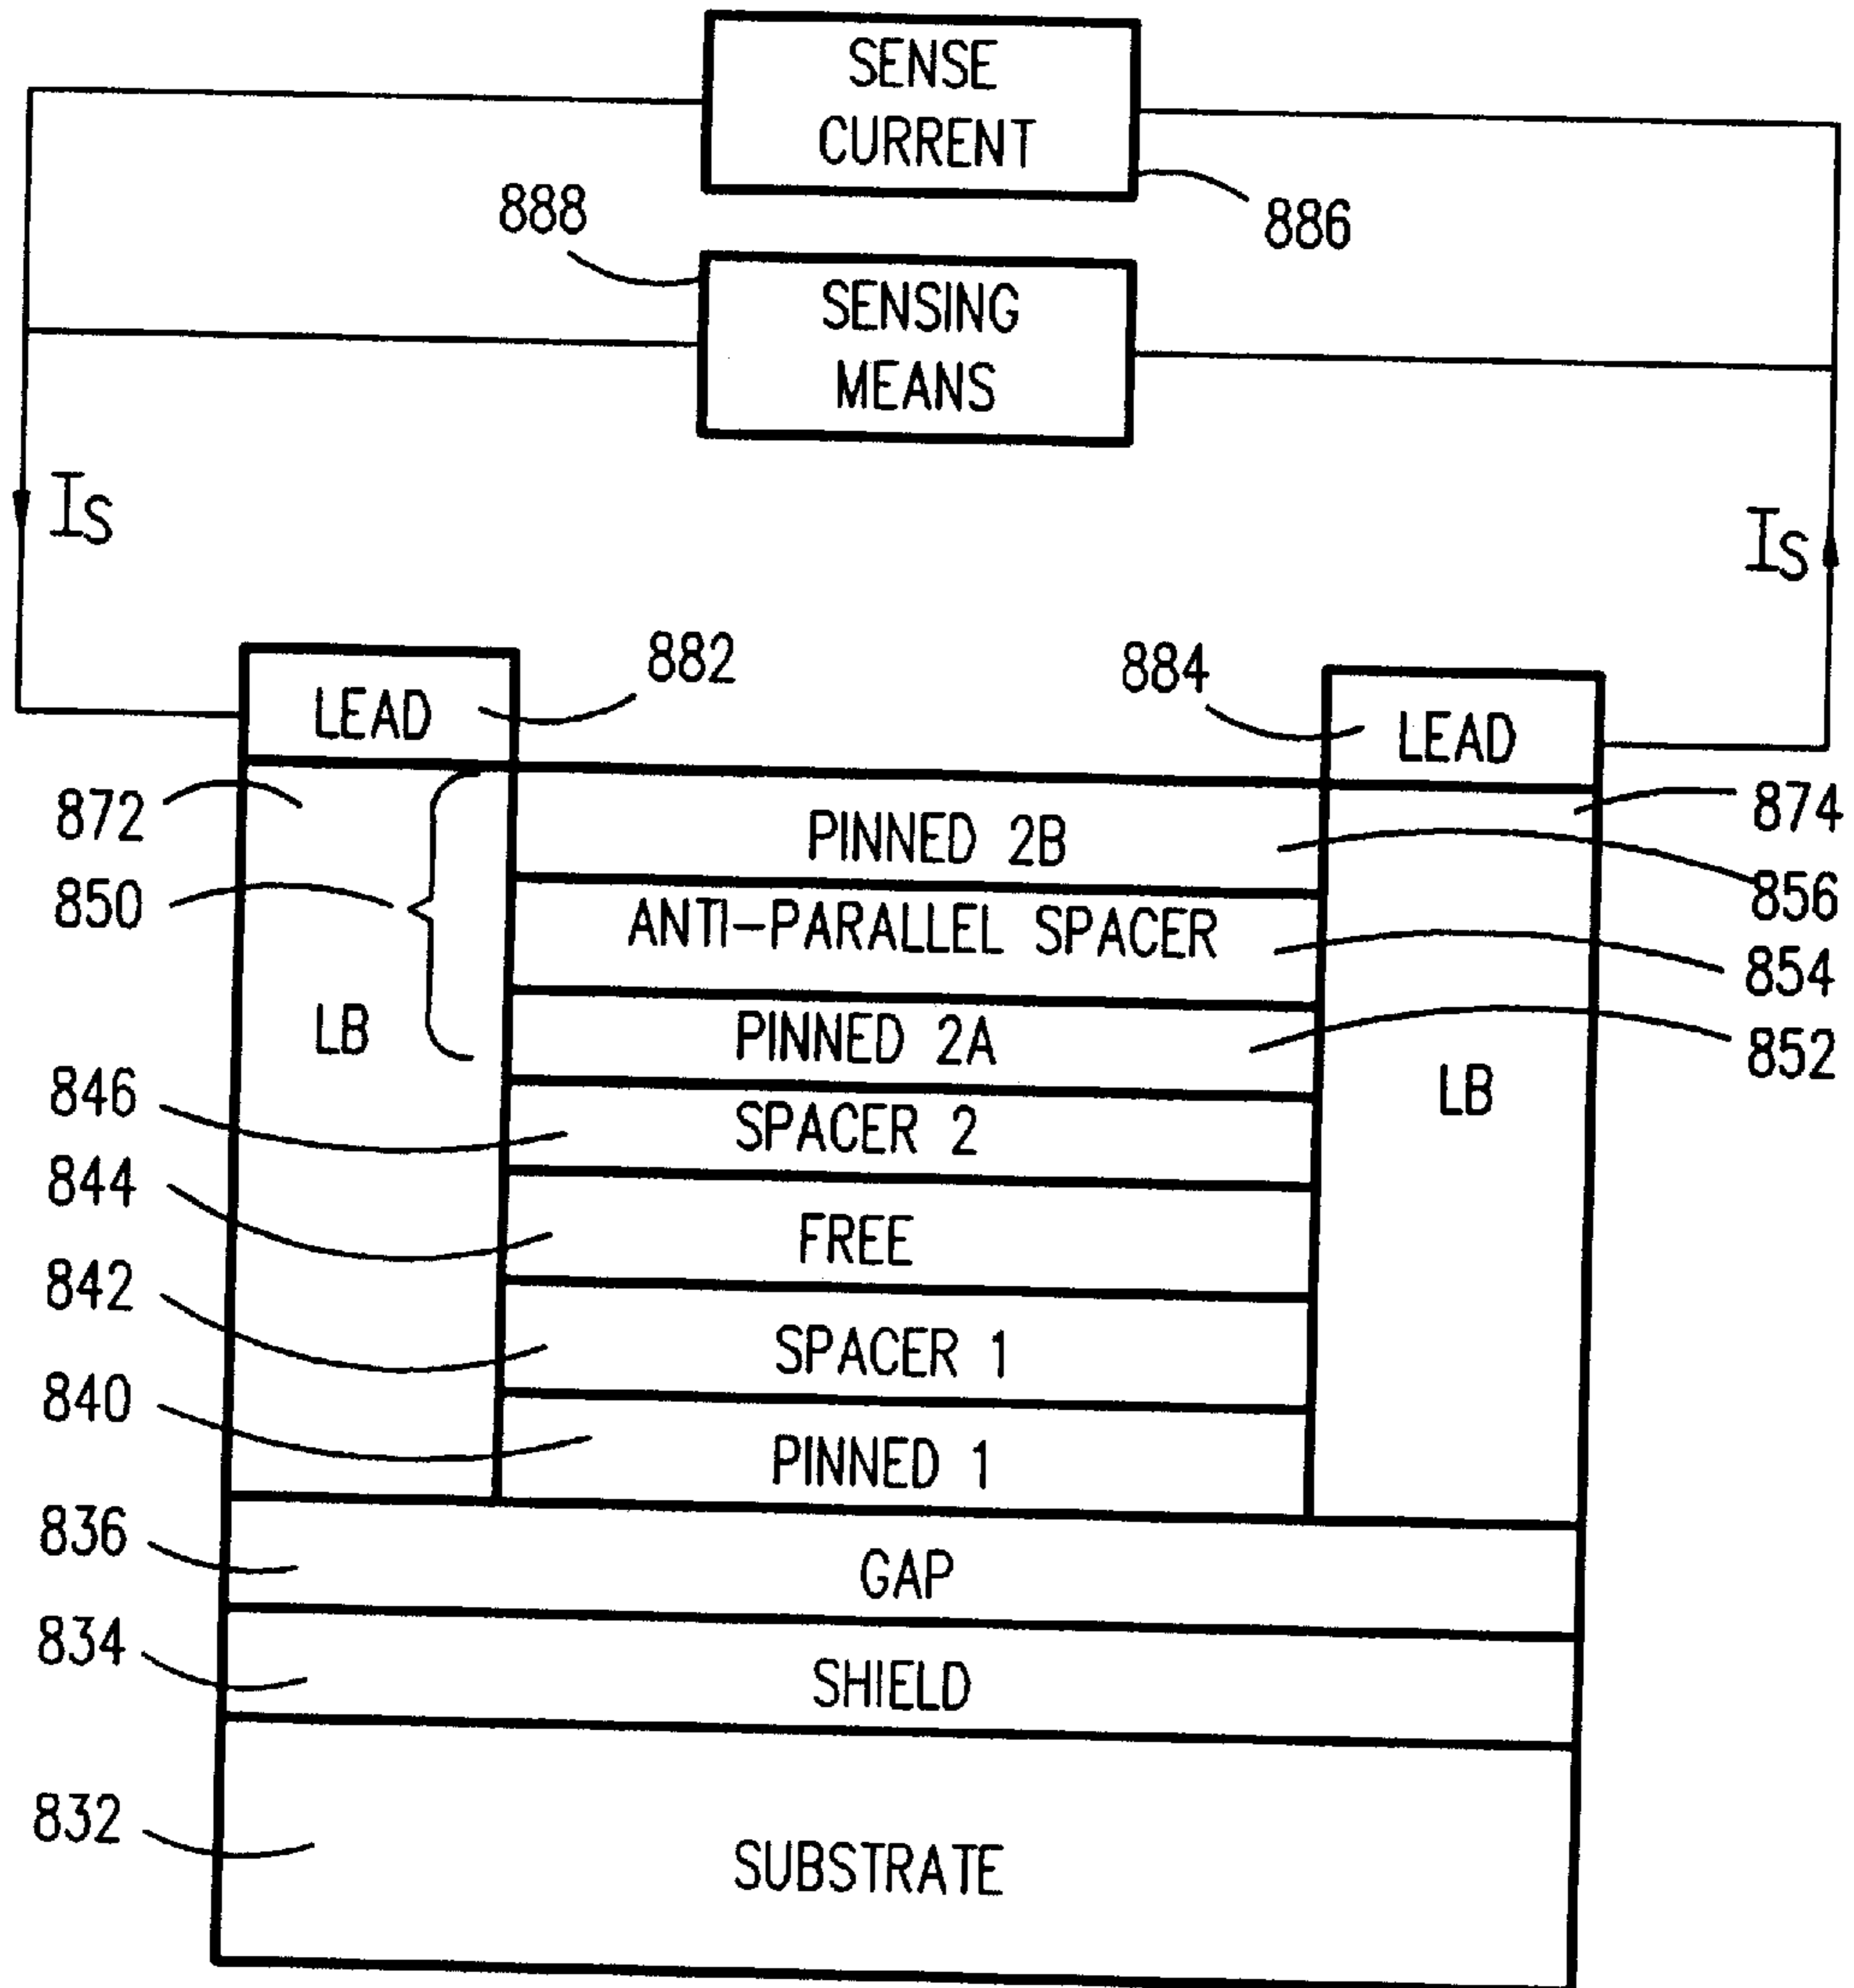 SENSE
CURRENT
888
886
SENSING
MEANS
IS
IS
882
884
LEAD
LEAD
872
874
PINNED 2B
850
856
ANTI-PARALLEL SPACER
854
LB
PINNED 2A
852
846
LB
SPACER 2
844
FREE
842
SPACER 1
840
PINNED 1
836
GAP
834
SHIELD
832
SUBSTRATE